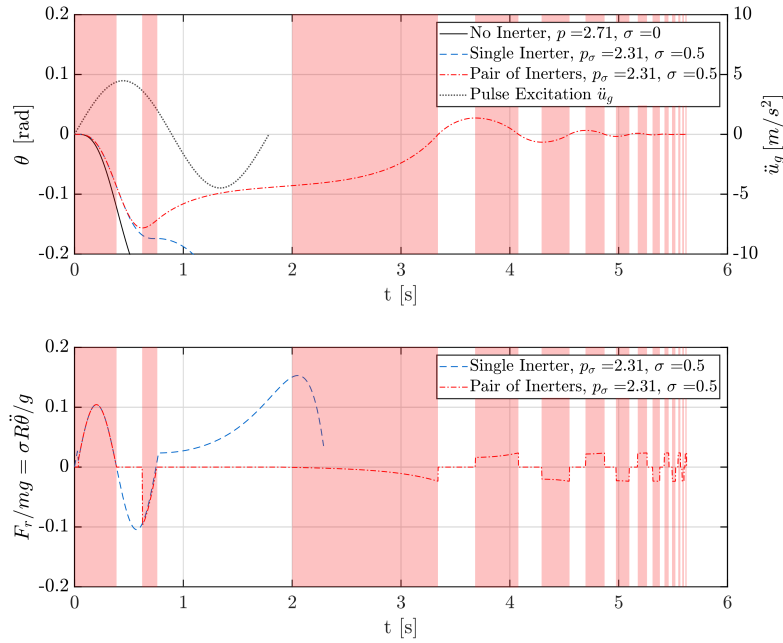 0.2
0.1
0
-0.1
-0.2
θ [rad]
No Inerter, p =2.71, σ =0
Single Inerter, p_σ =2.31, σ =0.5
Pair of Inerters, p_σ =2.31, σ =0.5
Pulse Excitation ü_g
10
5
0
-5
-10
ü_g [m/s²]
0 1 2 3 4 5 6
t [s]
0.2
0.1
0
-0.1
-0.2
F_r/mg = σRθ̈/g
Single Inerter, p_σ =2.31, σ =0.5
Pair of Inerters, p_σ =2.31, σ =0.5
0 1 2 3 4 5 6
t [s]